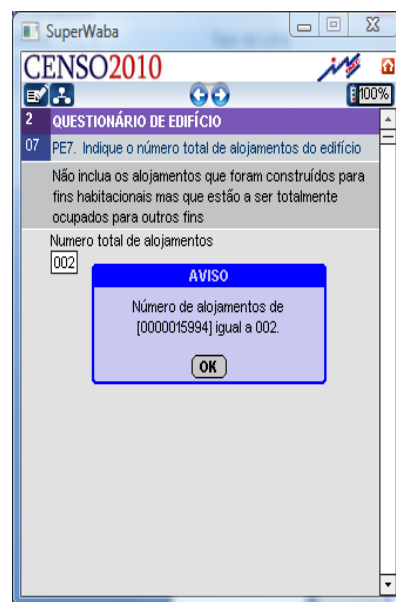 SuperWaba
CENSO2010
100%
2 QUESTIONÁRIO DE EDIFÍCIO
07 PE7. Indique o número total de alojamentos do edifício
Não inclua os alojamentos que foram construídos para
fins habitacionais mas que estão a ser totalmente
ocupados para outros fins
Numero total de alojamentos
002
AVISO
Número de alojamentos de
[0000015994] igual a 002.
OK